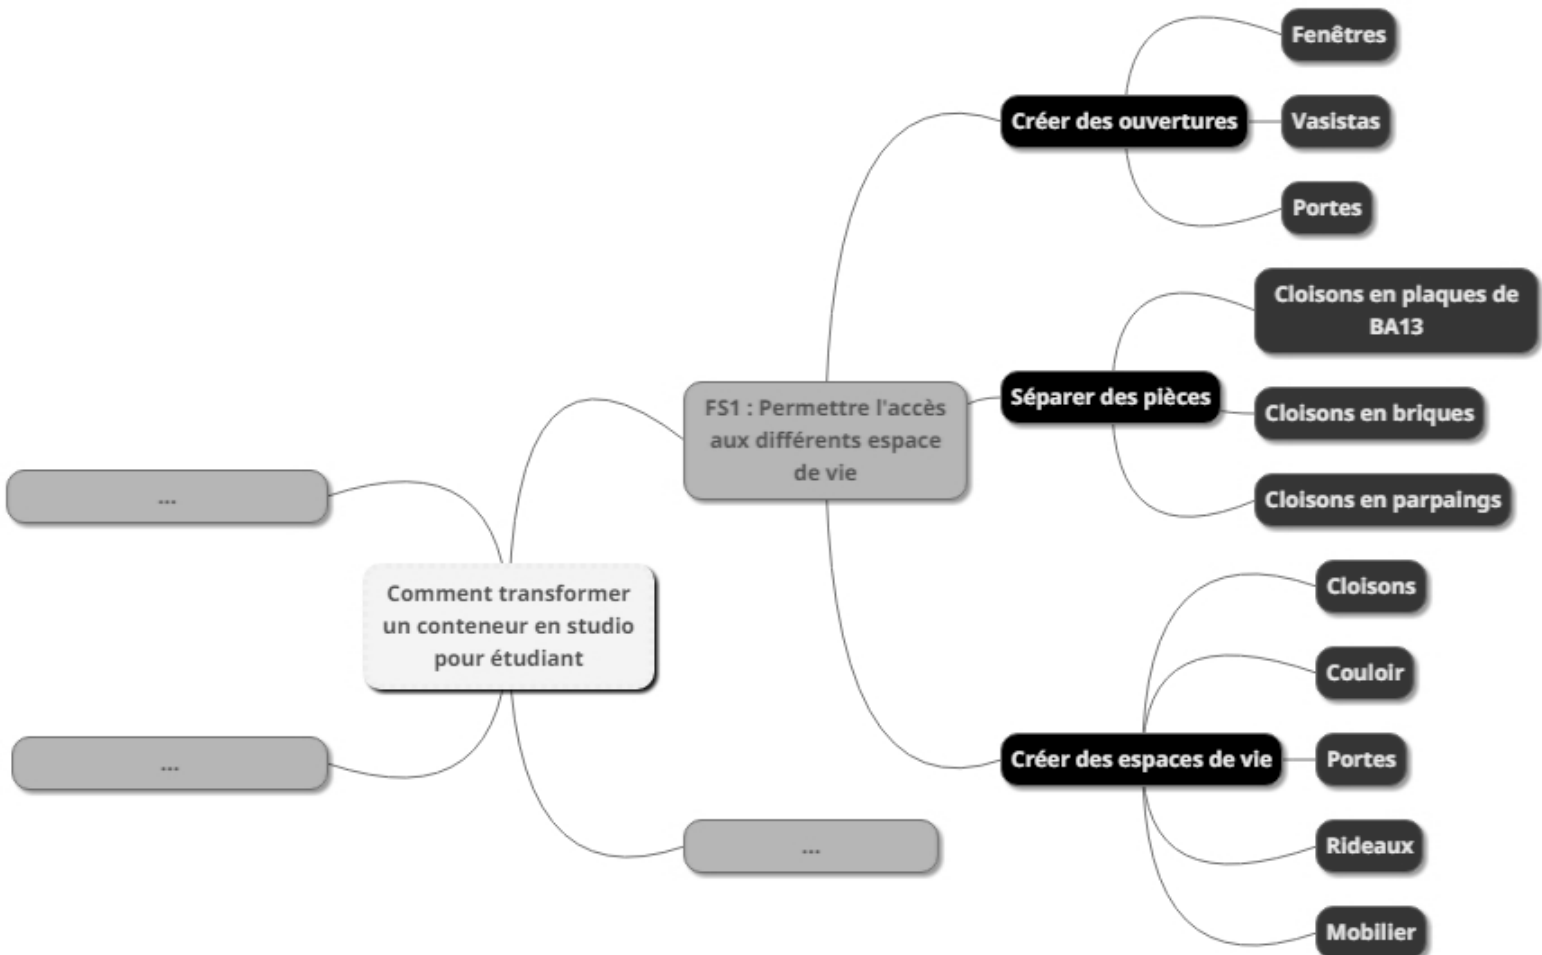 Fenêtres
Créer des ouvertures
Vasistas
Portes
Cloisons en plaques de
BA13
FS1 : Permettre l'accès
aux différents espace
de vie
Séparer des pièces
Cloisons en briques
Cloisons en parpaings
...
Comment transformer
un conteneur en studio
pour étudiant
Cloisons
Couloir
...
Créer des espaces de vie
Portes
...
Rideaux
Mobilier